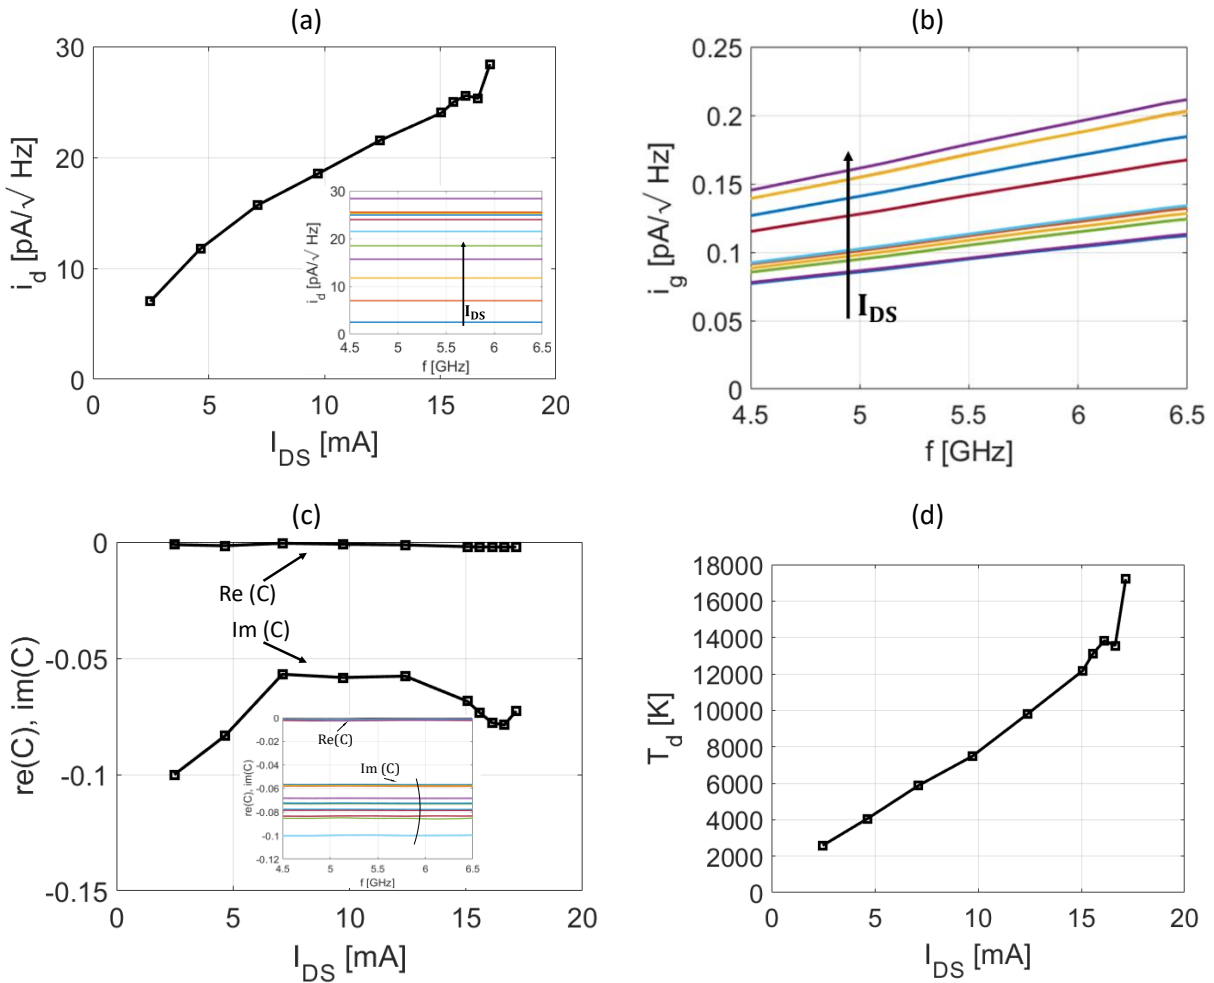 (a)
30
20
10
0
0 5 10 15 20
i_d [pA/√ Hz]
I_DS [mA]
30
20
10
0
4.5 5 5.5 6 6.5
i_d [pA/√ Hz]
f [GHz]
I_DS
(b)
0.25
0.2
0.15
0.1
0.05
0
4.5 5 5.5 6 6.5
i_g [pA/√ Hz]
f [GHz]
I_DS
(c)
0
-0.05
-0.1
-0.15
0 5 10 15 20
re(C), im(C)
I_DS [mA]
Re (C)
Im (C)
0
-0.02
-0.04
-0.06
-0.08
-0.1
-0.12
4.5 5 5.5 6 6.5
re(C), im(C)
f [GHz]
Re(C)
Im (C)
(d)
18000
16000
14000
12000
10000
8000
6000
4000
2000
0
0 5 10 15 20
T_d [K]
I_DS [mA]